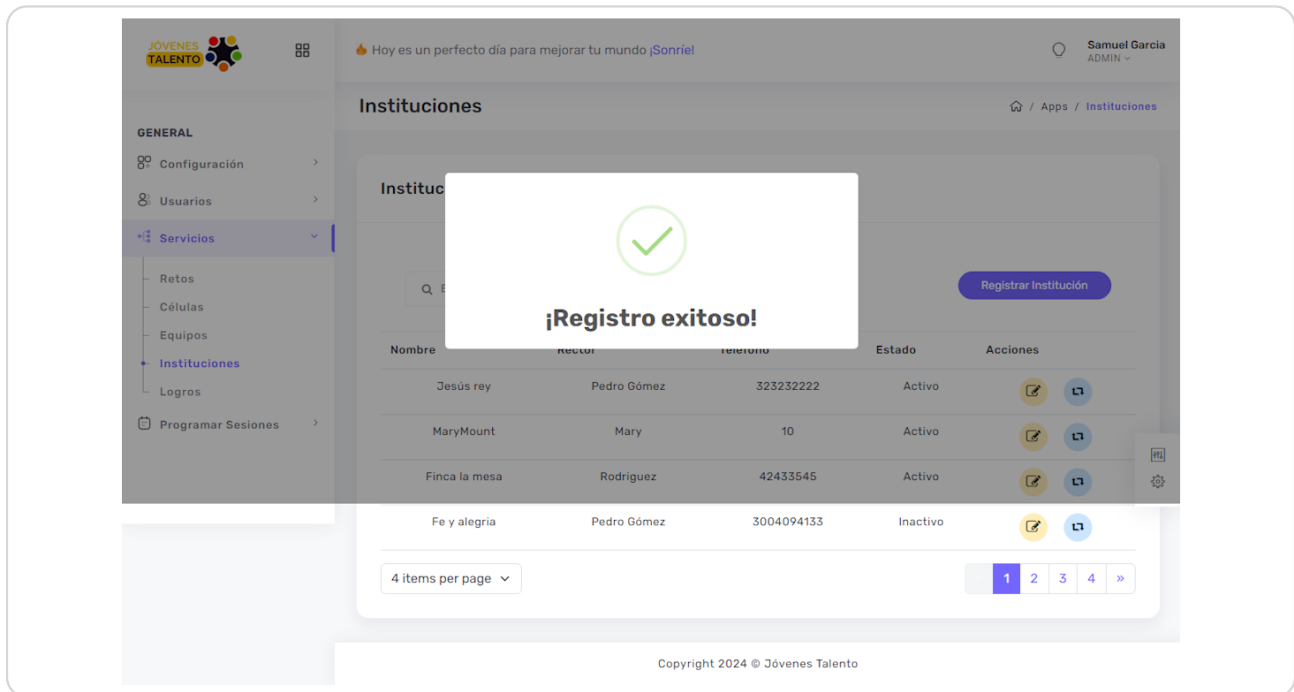 JÓVENES
TALENTO
Hoy es un perfecto día para mejorar tu mundo ¡Sonríe!
Samuel Garcia
ADMIN
Instituciones
/ Apps / Instituciones
GENERAL
Configuración
Usuarios
Servicios
Retos
Células
Equipos
Instituciones
Logros
Programar Sesiones
Instituc
¡Registro exitoso!
Registrar Institución
Nombre Rector Teléfono Estado Acciones
Jesús rey Pedro Gómez 323232222 Activo
MaryMount Mary 10 Activo
Finca la mesa Rodriguez 42433545 Activo
Fe y alegria Pedro Gómez 3004094133 Inactivo
4 items per page
1 2 3 4 »
Copyright 2024 © Jóvenes Talento